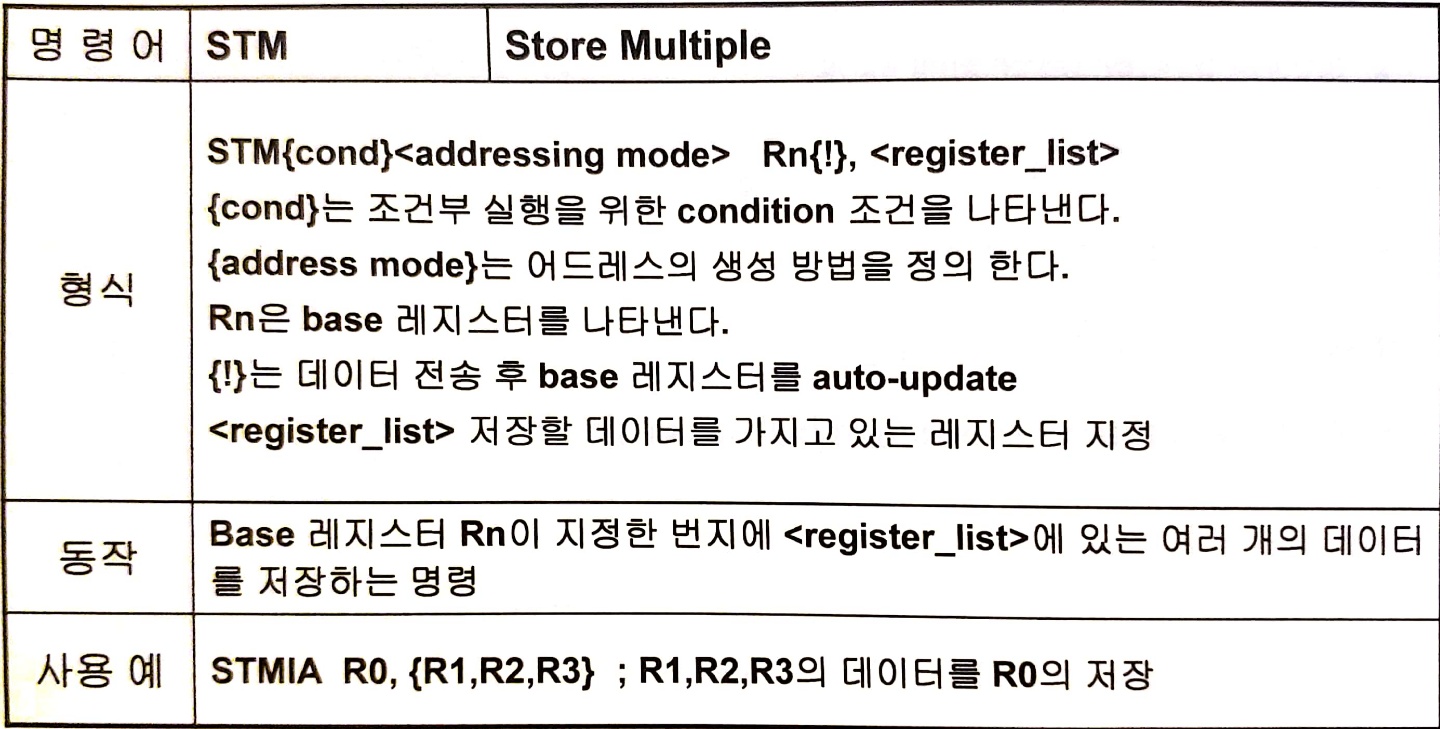 명 령 어 STM Store Multiple
STM{cond}<addressing mode> Rn{!}, <register_list>
{cond}는 조건부 실행을 위한 condition 조건을 나타낸다.
{address mode}는 어드레스의 생성 방법을 정의 한다.
형식
Rn은 base 레지스터를 나타낸다.
{!}는 데이터 전송 후 base 레지스터를 auto-update
<register_list> 저장할 데이터를 가지고 있는 레지스터 지정
동작
Base 레지스터 Rn이 지정한 번지에 <register_list>에 있는 여러 개의 데이터
를 저장하는 명령
사용 예 STMIA R0, {R1,R2,R3} ; R1,R2,R3의 데이터를 R0의 저장